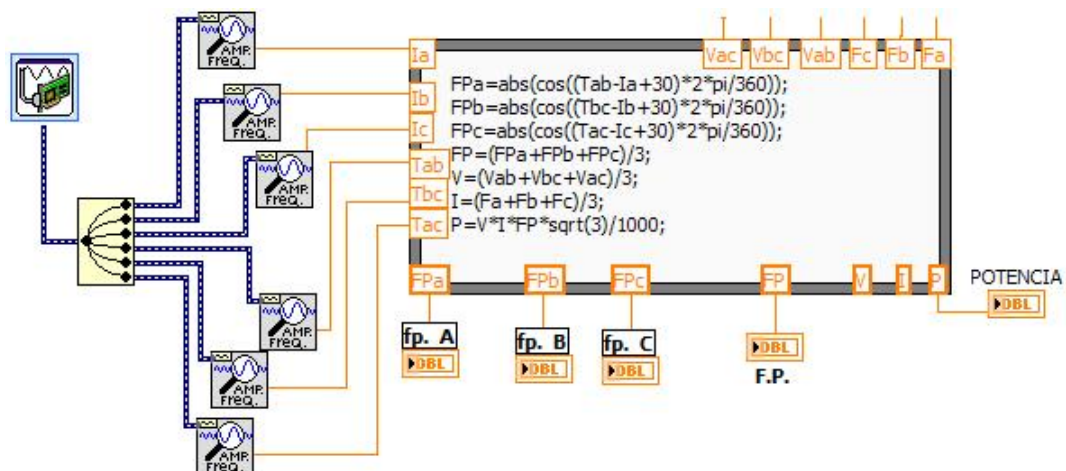 AMP.
Freq.
AMP.
Freq.
AMP.
Freq.
AMP.
Freq.
AMP.
Freq.
AMP.
Freq.
Ia
Ib
Ic
Tab
Tbc
Tac
Vac Vbc Vab Fc Fb Fa
FPa=abs(cos((Tab-Ia+30)*2*pi/360));
FPb=abs(cos((Tbc-Ib+30)*2*pi/360));
FPc=abs(cos((Tac-Ic+30)*2*pi/360));
FP=(FPa+FPb+FPc)/3;
V=(Vab+Vbc+Vac)/3;
I=(Fa+Fb+Fc)/3;
P=V*I*FP*sqrt(3)/1000;
FPa FPb FPc FP V I P
POTENCIA
DBL
fp. A
DBL
fp. B
DBL
fp. C
DBL
DBL
F.P.